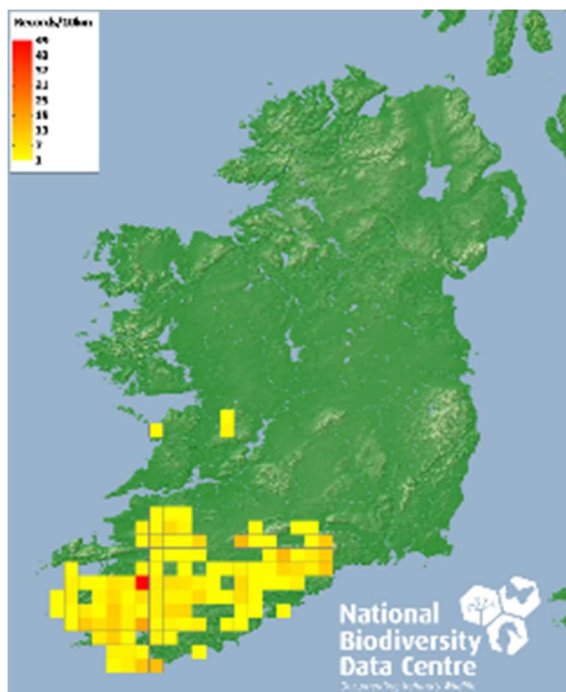 Records/10km
49
43
37
31
25
19
13
7
1
National
Biodiversity
Data Centre